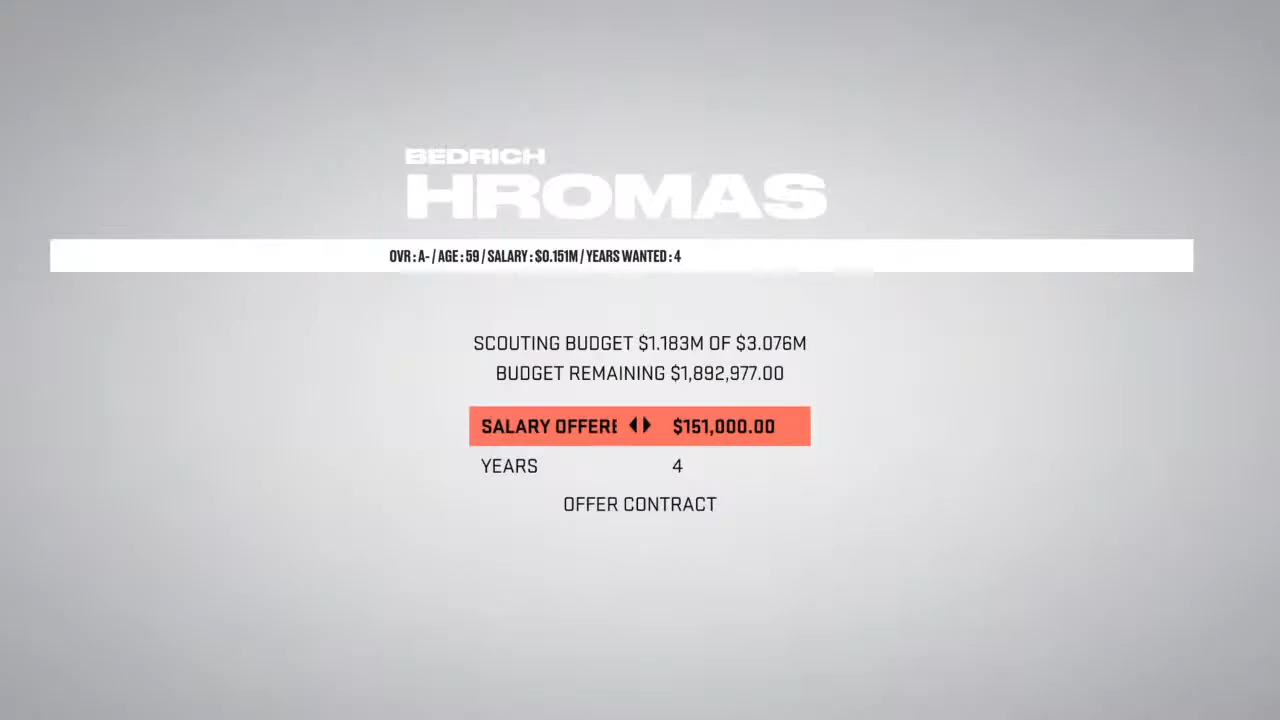 BEDRICH
HROMAS
OVR : A- / AGE : 59 / SALARY : $0.151M / YEARS WANTED : 4
SCOUTING BUDGET $1.183M OF $3.076M
BUDGET REMAINING $1,892,977.00
SALARY OFFERE $151,000.00
YEARS 4
OFFER CONTRACT